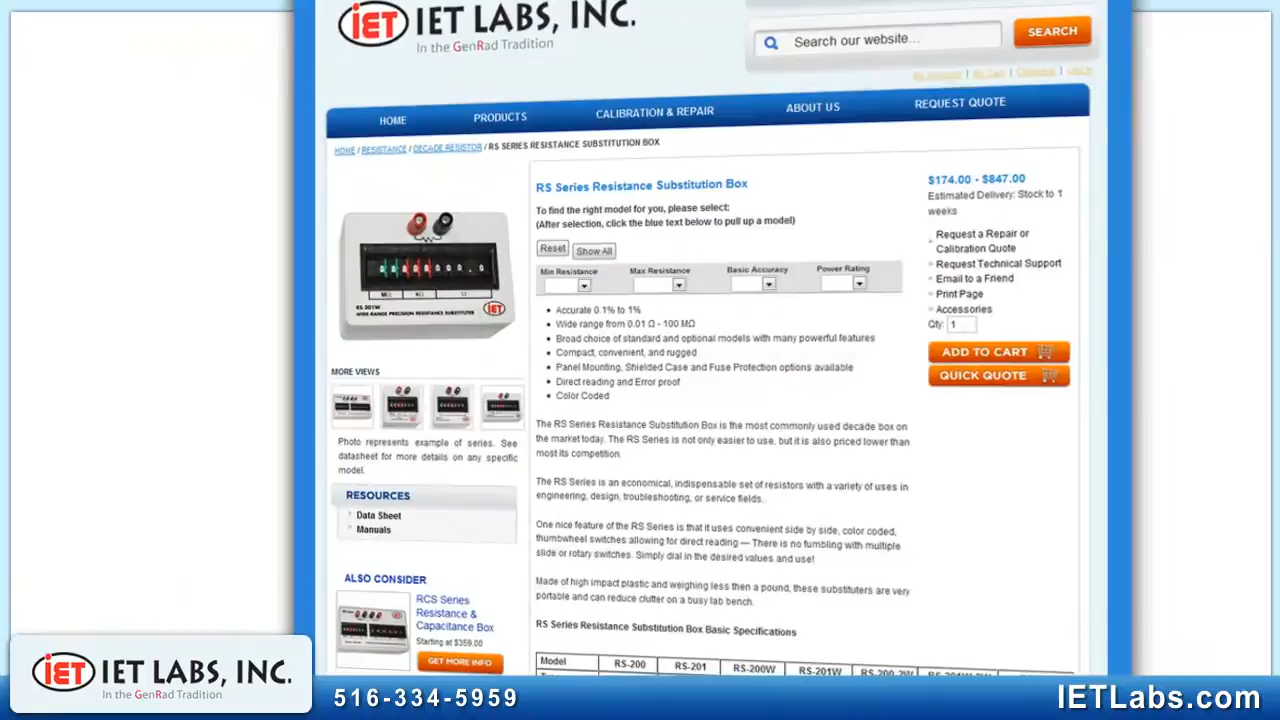 iET IET LABS, INC.
In the GenRad Tradition
Search our website...
SEARCH
HOME
PRODUCTS
CALIBRATION & REPAIR
ABOUT US
REQUEST QUOTE
HOME / RESISTANCE / DECADE RESISTOR / RS SERIES RESISTANCE SUBSTITUTION BOX
RS-201W
WIDE RANGE PRECISION RESISTANCE SUBSTITUTER
iET
MORE VIEWS
Photo represents example of series. See
datasheet for more details on any specific
model.
RESOURCES
Data Sheet
Manuals
ALSO CONSIDER
RCS Series
Resistance &
Capacitance Box
Starting at $359.00
GET MORE INFO
RS Series Resistance Substitution Box
To find the right model for you, please select:
(After selection, click the blue text below to pull up a model)
Reset
Show All
Min Resistance
Max Resistance
Basic Accuracy
Power Rating
Accurate 0.1% to 1%
Wide range from 0.01 Ω - 100 MΩ
Broad choice of standard and optional models with many powerful features
Compact, convenient, and rugged
Panel Mounting, Shielded Case and Fuse Protection options available
Direct reading and Error proof
Color Coded
The RS Series Resistance Substitution Box is the most commonly used decade box on
the market today. The RS Series is not only easier to use, but it is also priced lower than
most its competition.
The RS Series is an economical, indispensable set of resistors with a variety of uses in
engineering, design, troubleshooting, or service fields.
One nice feature of the RS Series is that it uses convenient side by side, color coded,
thumbwheel switches allowing for direct reading — There is no fumbling with multiple
slide or rotary switches. Simply dial in the desired values and use!
Made of high impact plastic and weighing less then a pound, these substituters are very
portable and can reduce clutter on a busy lab bench.
RS Series Resistance Substitution Box Basic Specifications
Model RS-200 RS-201 RS-200W RS-201W
$174.00 - $847.00
Estimated Delivery: Stock to 1
weeks
Request a Repair or
Calibration Quote
Request Technical Support
Email to a Friend
Print Page
Accessories
Qty: 1
ADD TO CART
QUICK QUOTE
iET IET LABS, INC.
In the GenRad Tradition
516-334-5959
IETLabs.com